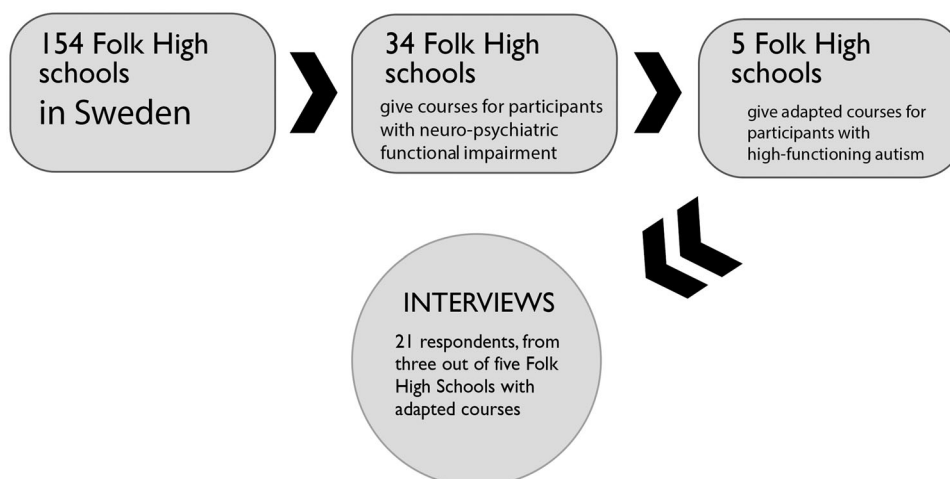 154 Folk High
schools
in Sweden
34 Folk High
schools
give courses for participants
with neuro-psychiatric
functional impairment
5 Folk High
schools
give adapted courses for
participants with
high-functioning autism
INTERVIEWS
21 respondents, from
three out of five Folk
High Schools with
adapted courses